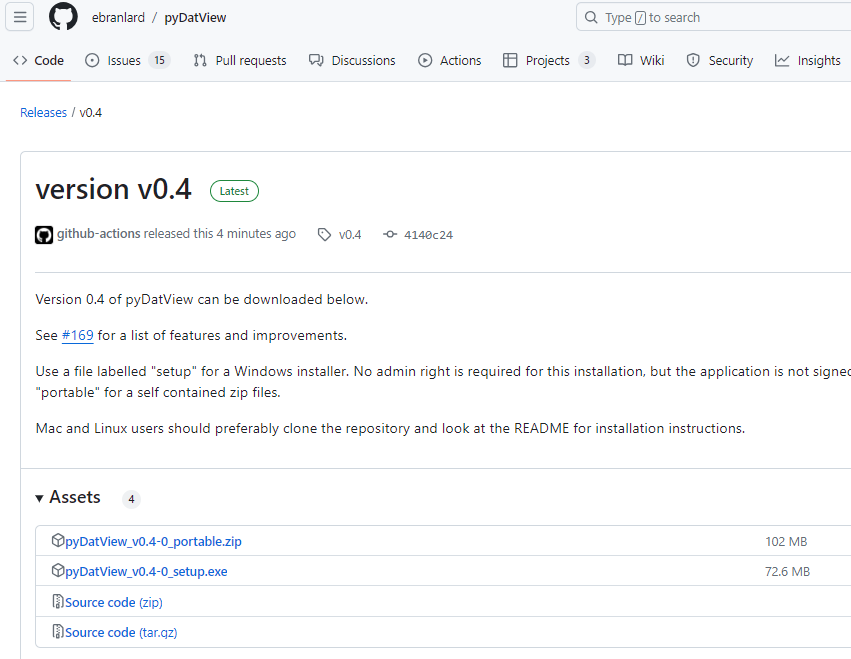 ebranlard / pyDatView
Type / to search
Code Issues 15 Pull requests Discussions Actions Projects 3 Wiki Security Insights
Releases / v0.4
version v0.4 Latest
github-actions released this 4 minutes ago v0.4 4140c24
Version 0.4 of pyDatView can be downloaded below.
See #169 for a list of features and improvements.
Use a file labelled "setup" for a Windows installer. No admin right is required for this installation, but the application is not signed
"portable" for a self contained zip files.
Mac and Linux users should preferably clone the repository and look at the README for installation instructions.
Assets 4
pyDatView_v0.4-0_portable.zip 102 MB
pyDatView_v0.4-0_setup.exe 72.6 MB
Source code (zip)
Source code (tar.gz)